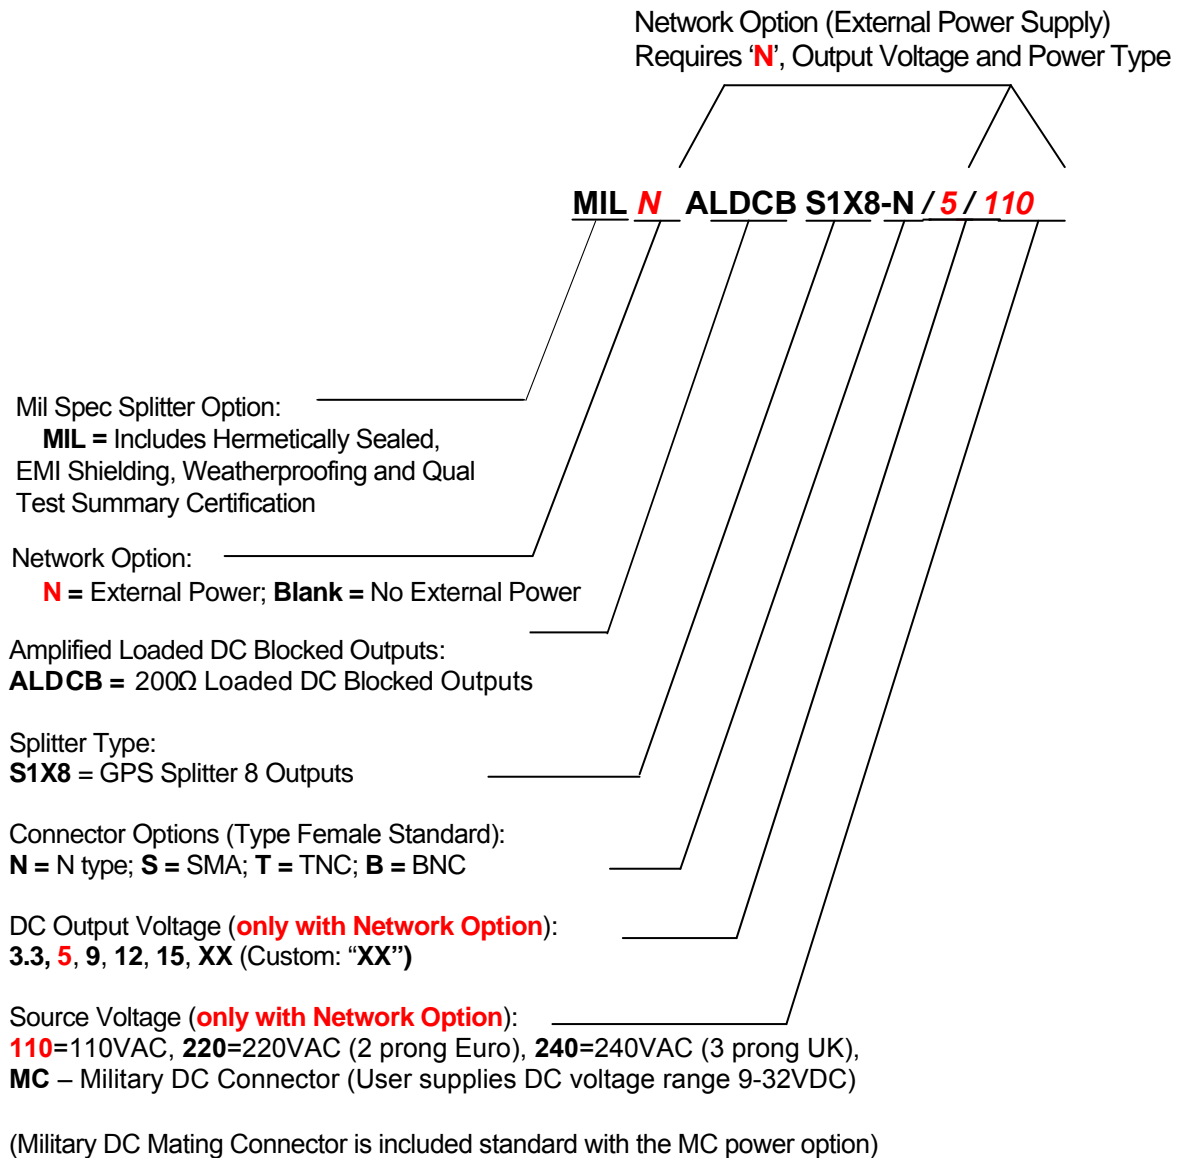 Network Option (External Power Supply)
Requires ‘N’, Output Voltage and Power Type
MIL N ALDCB S1X8-N / 5 / 110
Mil Spec Splitter Option:
MIL = Includes Hermetically Sealed,
EMI Shielding, Weatherproofing and Qual
Test Summary Certification
Network Option:
N = External Power; Blank = No External Power
Amplified Loaded DC Blocked Outputs:
ALDCB = 200Ω Loaded DC Blocked Outputs
Splitter Type:
S1X8 = GPS Splitter 8 Outputs
Connector Options (Type Female Standard):
N = N type; S = SMA; T = TNC; B = BNC
DC Output Voltage (only with Network Option):
3.3, 5, 9, 12, 15, XX (Custom: “XX”)
Source Voltage (only with Network Option):
110=110VAC, 220=220VAC (2 prong Euro), 240=240VAC (3 prong UK),
MC – Military DC Connector (User supplies DC voltage range 9-32VDC)
(Military DC Mating Connector is included standard with the MC power option)